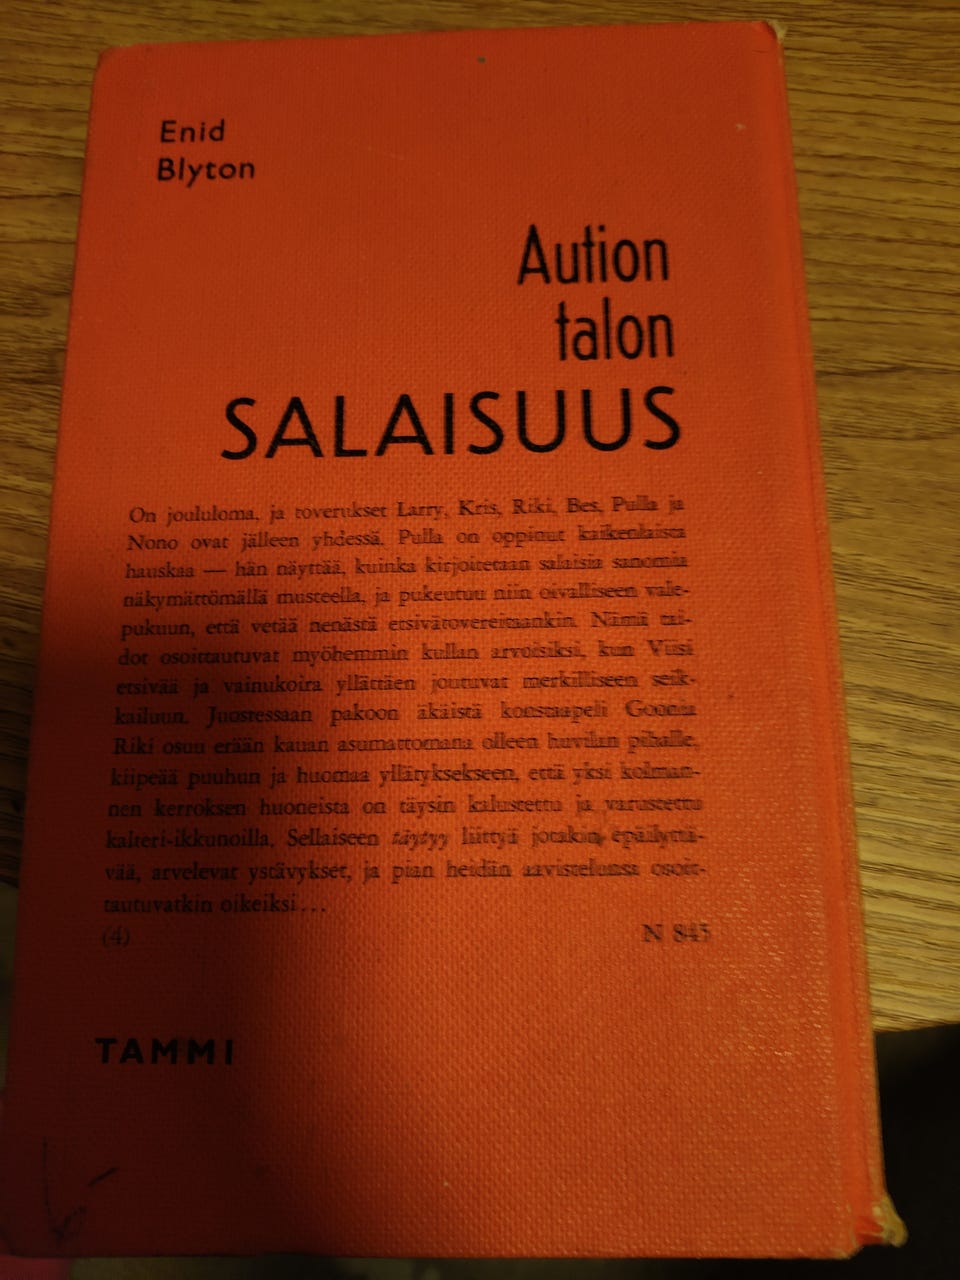 Enid
Blyton
Aution
talon
SALAISUUS
On joululoma, ja toverukset Larry, Kris, Riki, Bes, Pulla ja
Nono ovat jälleen yhdessä. Pulla on oppinut kaikenlaista
hauskaa — hän näyttää, kuinka kirjoitetaan salaisia sanomia
näkymättömällä musteella, ja pukeutuu niin oivalliseen vale-
pukuun, että vetää nenästä etsivätovereitaankin. Nämä tai-
dot osoittautuvat myöhemmin kullan arvoisiksi, kun Viisi
etsivää ja vainukoira yllättäen joutuvat merkilliseen seik-
kailuun. Juostessaan pakoon äkäistä konstaapeli Goonia
Riki osuu erään kauan asumattomana olleen huvilan pihalle,
kiipeää puuhun ja huomaa yllätyksekseen, että yksi kolman-
nen kerroksen huoneista on täysin kalustettu ja varustettu
kalteri-ikkunoilla. Sellaiseen täytyy liittyä jotakin epäilyttä-
vää, arvelevat ystävykset, ja pian heidän aavistelunsa osoit-
tautuvatkin oikeiksi...
(4) N 845
TAMMI